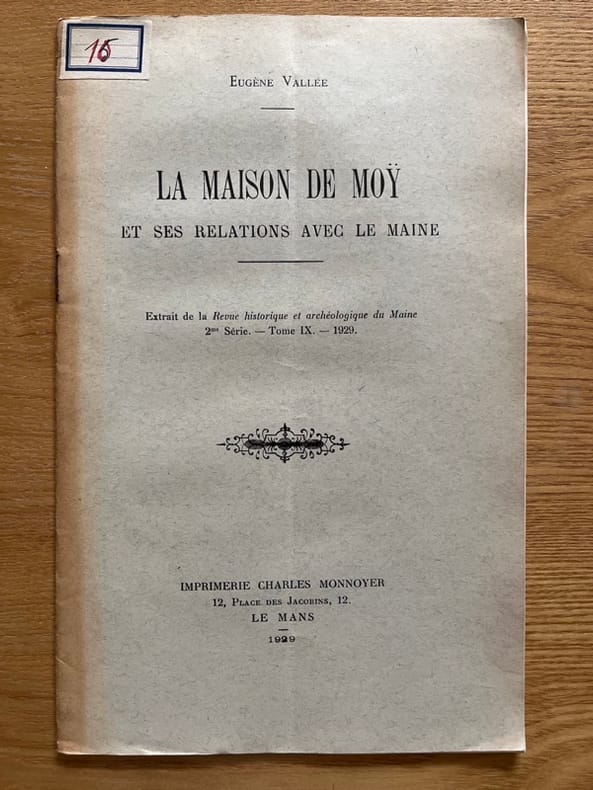 16
EUGÈNE VALLÉE
LA MAISON DE MOŸ
ET SES RELATIONS AVEC LE MAINE
Extrait de la Revue historique et archéologique du Maine
2me Série. — Tome IX. — 1929.
IMPRIMERIE CHARLES MONNOYER
12, PLACE DES JACOBINS, 12.
LE MANS
1929